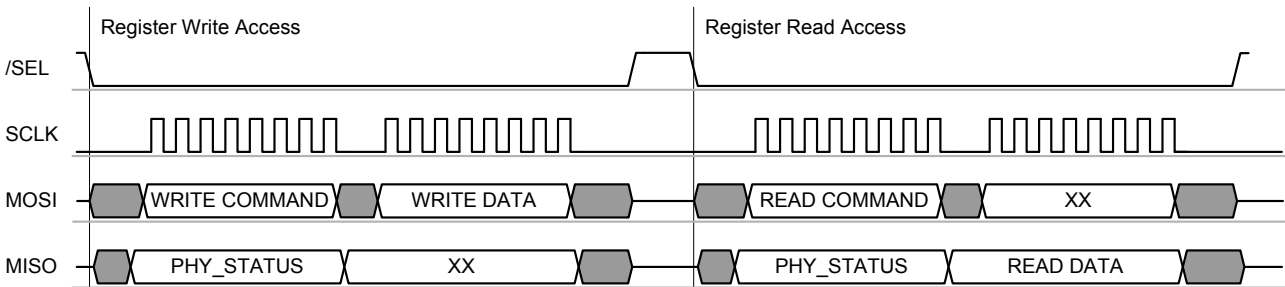 Register Write Access Register Read Access
/SEL
SCLK
MOSI WRITE COMMAND WRITE DATA READ COMMAND XX
MISO PHY_STATUS XX PHY_STATUS READ DATA